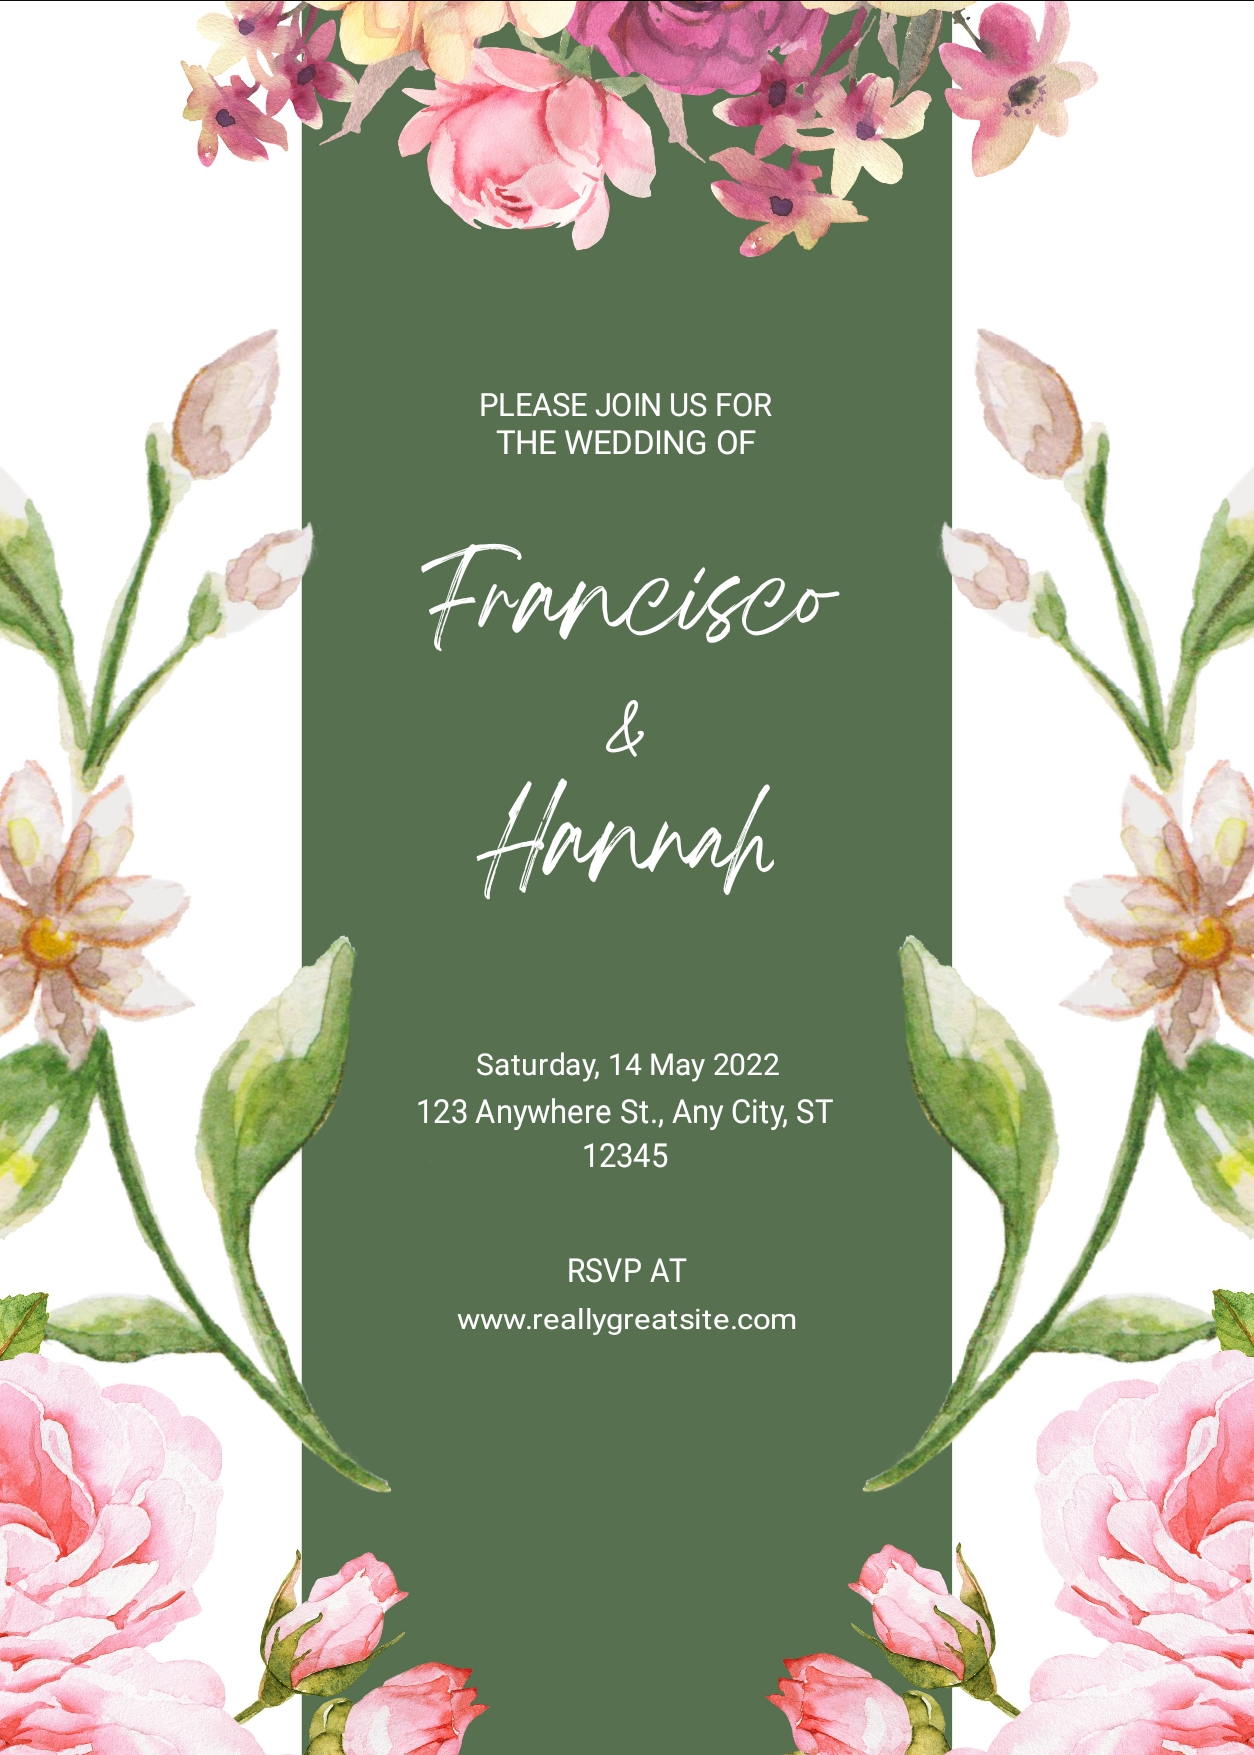 PLEASE JOIN US FOR
THE WEDDING OF
Francisco
&
Hannah
Saturday, 14 May 2022
123 Anywhere St., Any City, ST
12345
RSVP AT
www.reallygreatsite.com